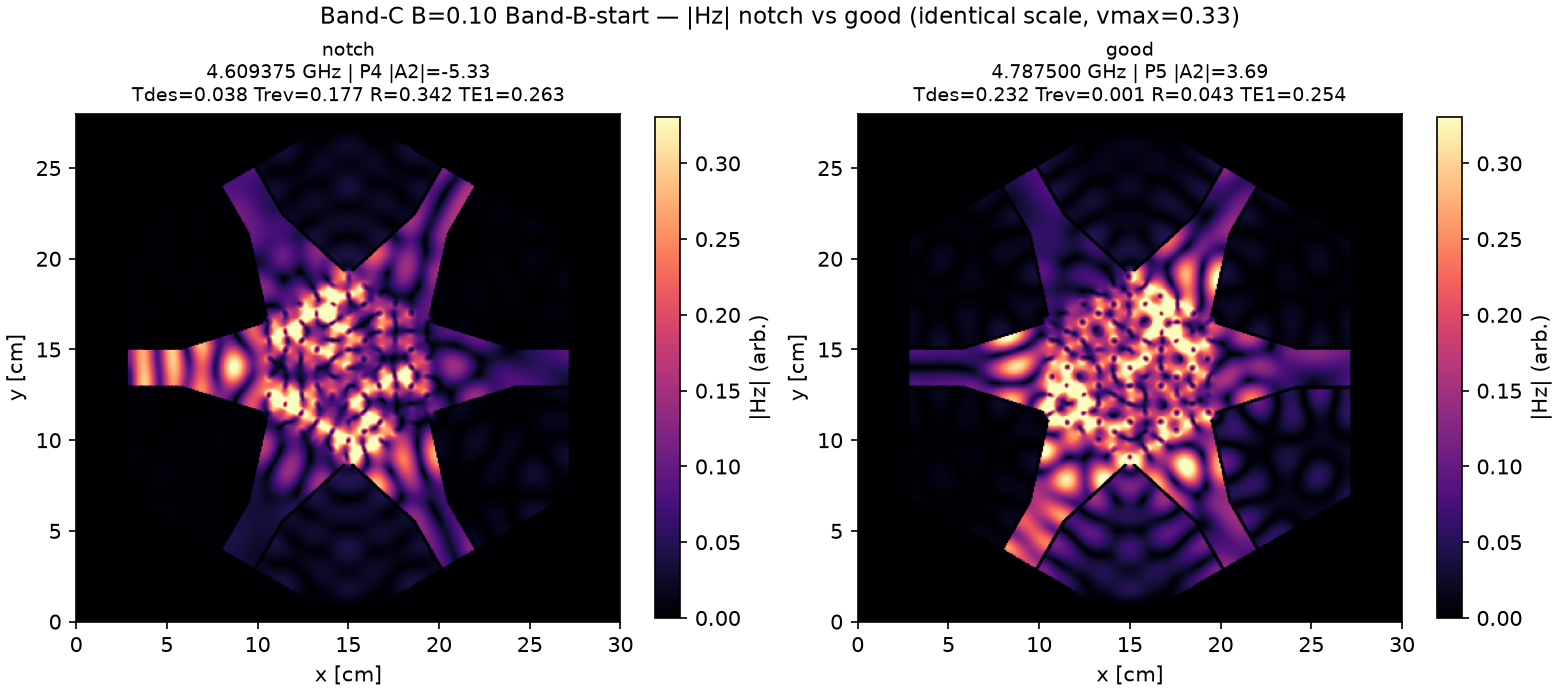 Band-C B=0.10 Band-B-start — |Hz| notch vs good (identical scale, vmax=0.33)
notch
4.609375 GHz | P4 |A2|=-5.33
Tdes=0.038 Trev=0.177 R=0.342 TE1=0.263
good
4.787500 GHz | P5 |A2|=3.69
Tdes=0.232 Trev=0.001 R=0.043 TE1=0.254
y [cm]
25
20
15
10
5
0
0 5 10 15 20 25 30
x [cm]
0.30
0.25
0.20
0.15
0.10
0.05
0.00
|Hz| (arb.)
y [cm]
25
20
15
10
5
0
0 5 10 15 20 25 30
x [cm]
0.30
0.25
0.20
0.15
0.10
0.05
0.00
|Hz| (arb.)